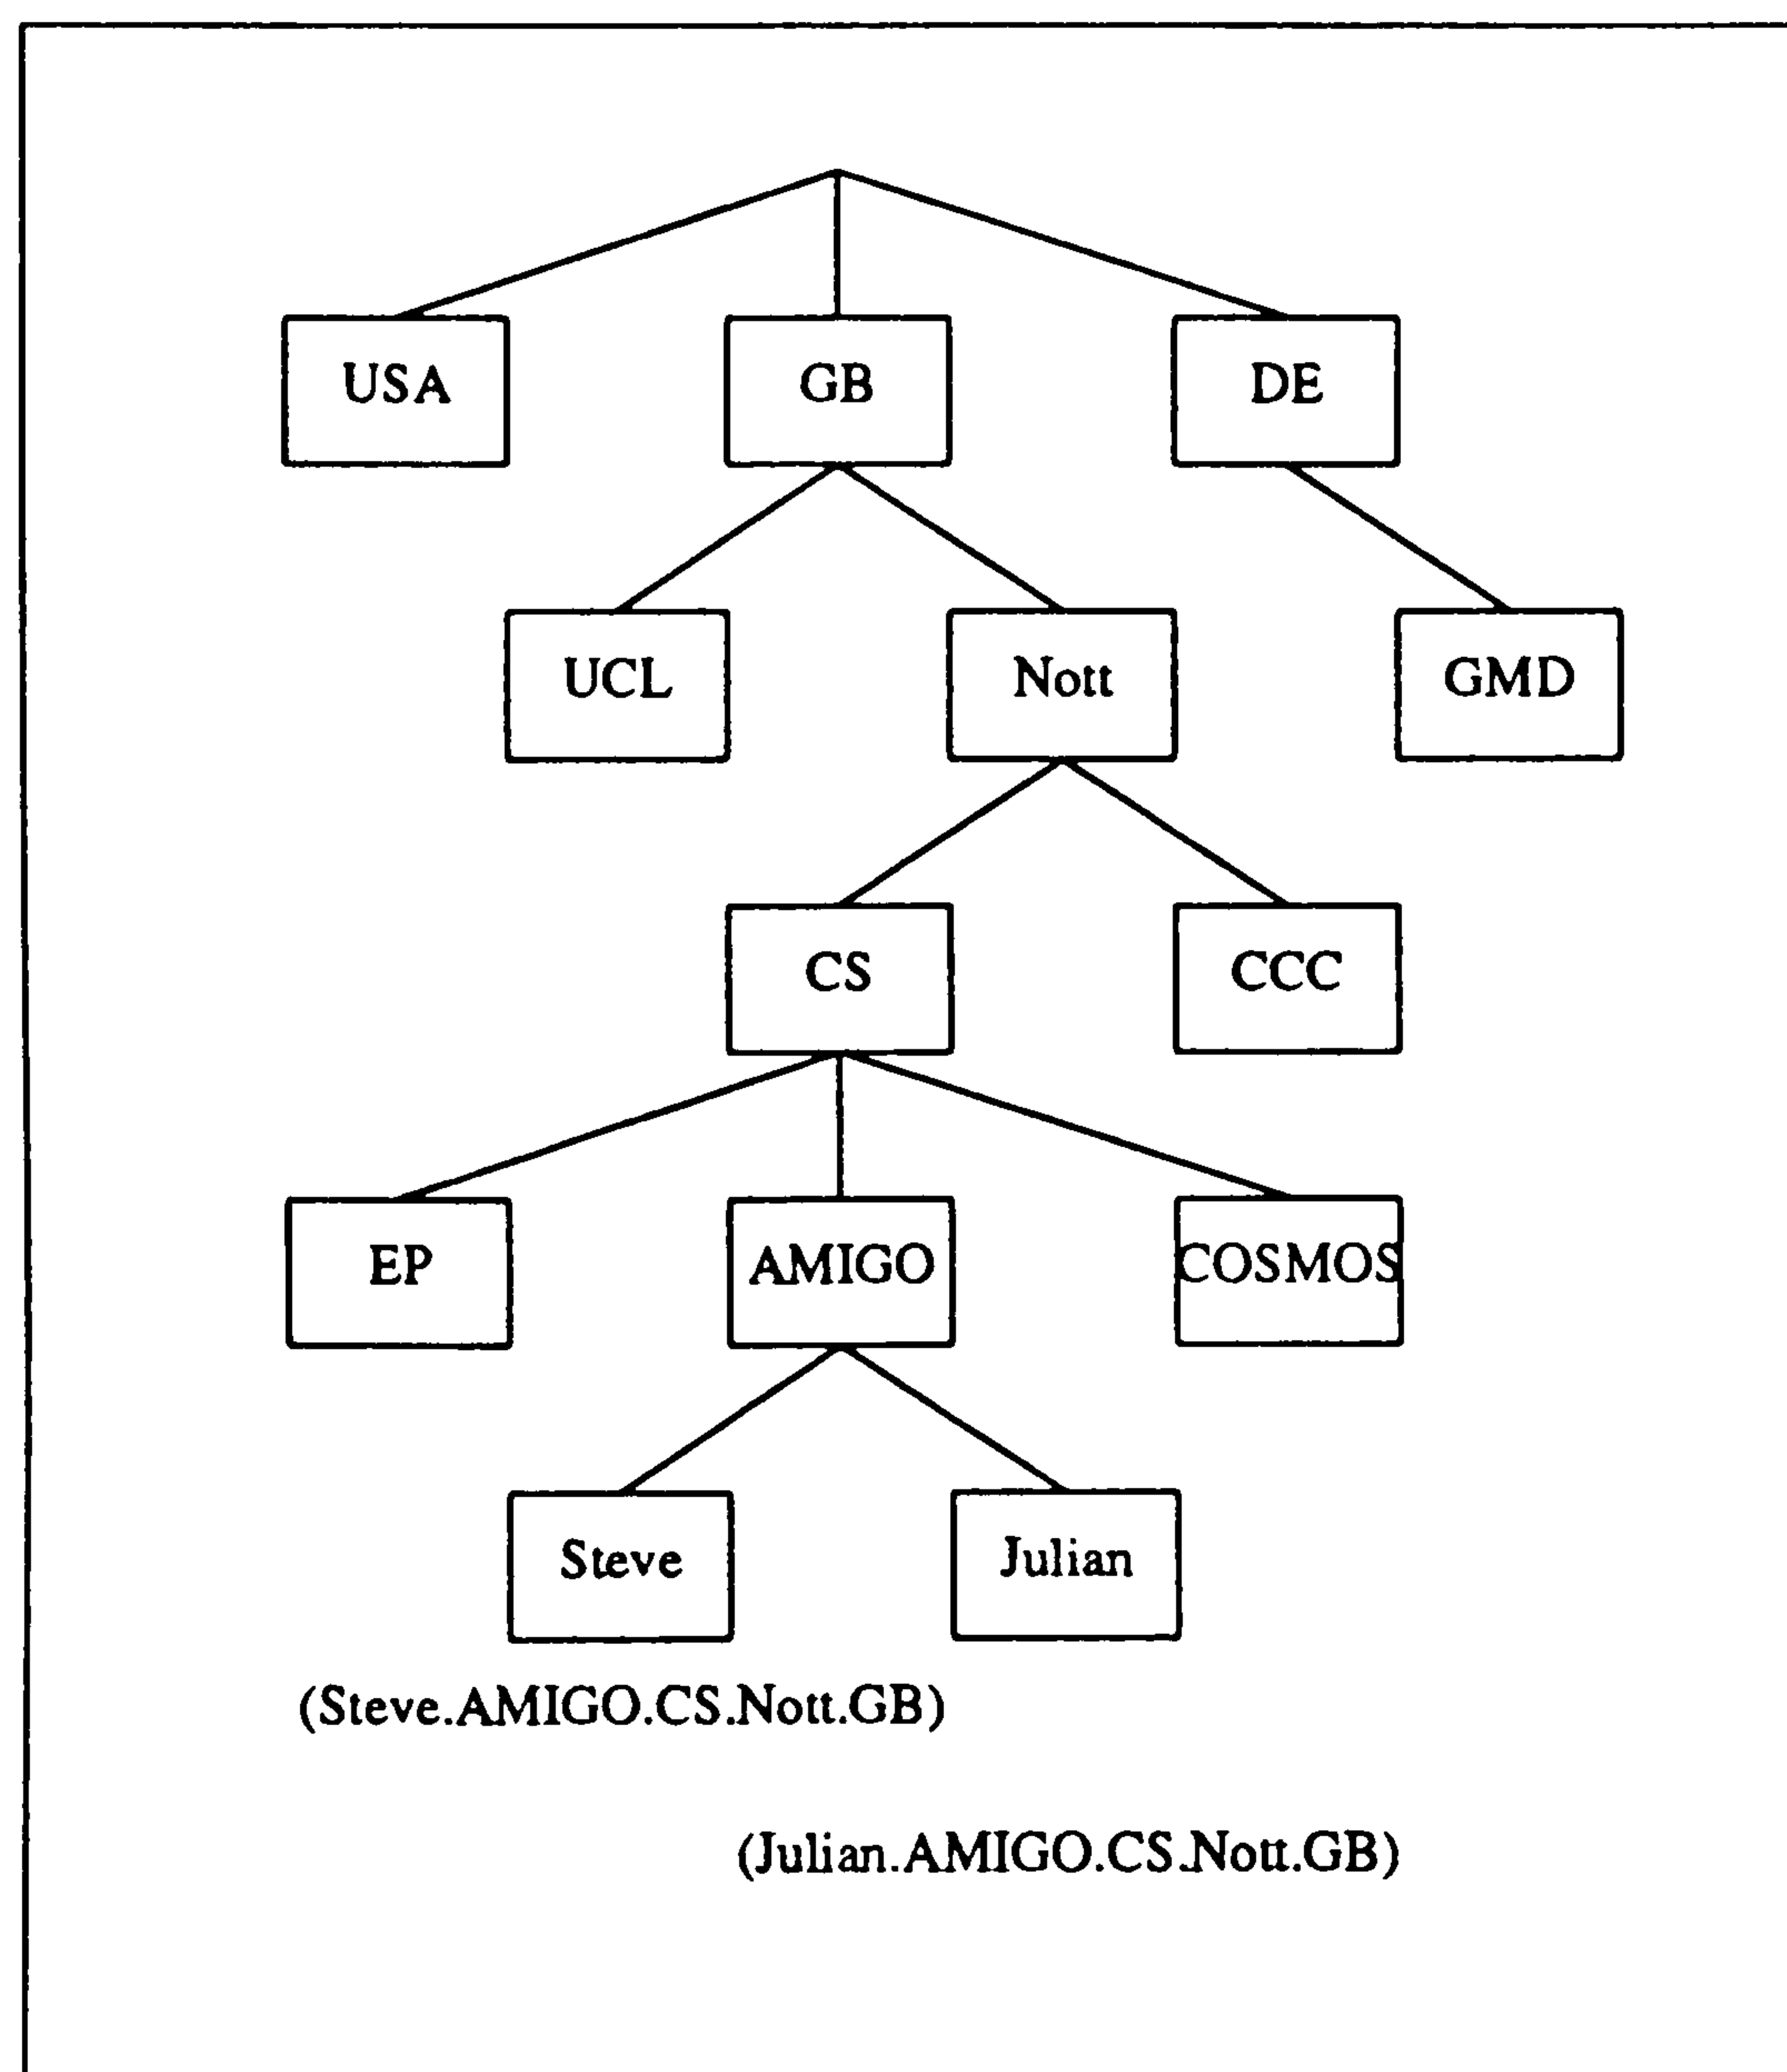 USA GB DE
UCL Nott GMD
CS CCC
EP AMIGO COSMOS
Steve Julian
(Steve.AMIGO.CS.Nott.GB)
(Julian.AMIGO.CS.Nott.GB)